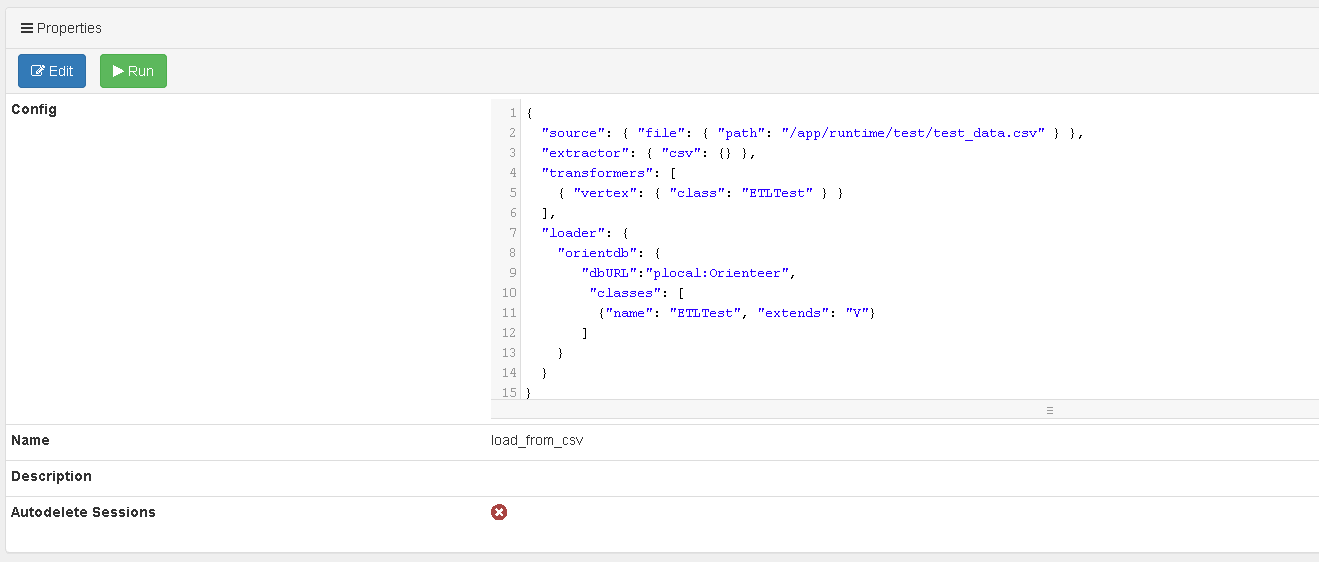 Properties
Edit Run
Config
1 {
2   "source": { "file": { "path": "/app/runtime/test/test_data.csv" } },
3   "extractor": { "csv": {} },
4   "transformers": [
5     { "vertex": { "class": "ETLTest" } }
6   ],
7   "loader": {
8     "orientdb": {
9        "dbURL":"plocal:Orienteer",
10         "classes": [
11          {"name": "ETLTest", "extends": "V"}
12        ]
13     }
14   }
15 }
Name load_from_csv
Description
Autodelete Sessions